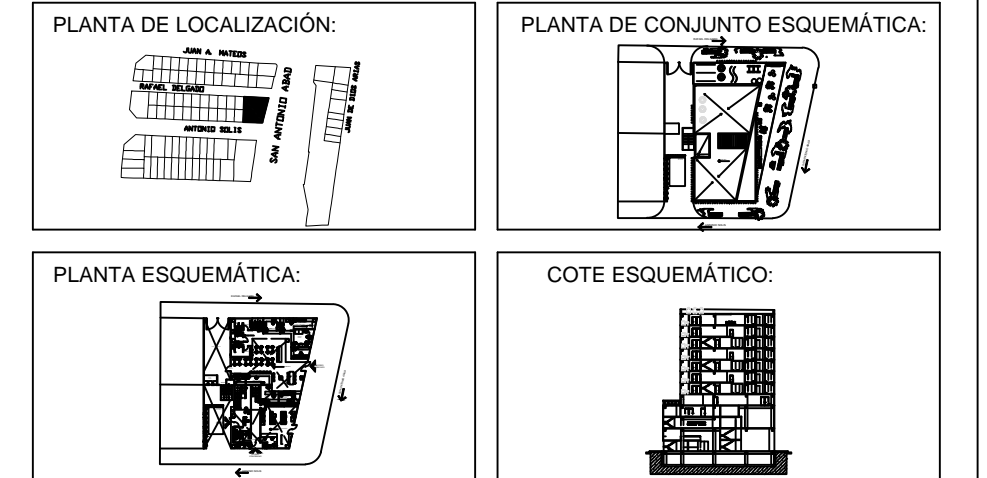 PLANTA DE LOCALIZACIÓN:
JUAN A. MATEOS
RAFAEL DELGADO
ANTONIO SOLIS
SAN ANTONIO ABAD
JUAN DE DIOS ARIAS
PLANTA DE CONJUNTO ESQUEMÁTICA:
PLANTA ESQUEMÁTICA:
COTE ESQUEMÁTICO: